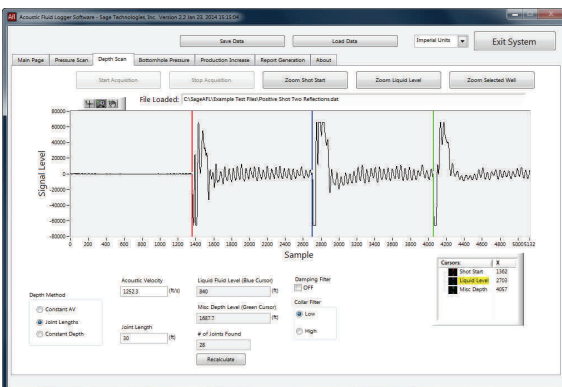 Acoustic Fluid Logger Software - Sage Technologies, Inc. Version 2.2 Jan 23, 2014 15:15:04
Save Data
Load Data
Imperial Units
Exit System
Main Page
Pressure Scan
Depth Scan
Bottomhole Pressure
Production Increase
Report Generation
About
Start Acquisition
Stop Acquisition
Zoom Shot Start
Zoom Liquid Level
Zoom Selected Well
File Loaded: C:\SageAFL\Example Test Files\Positive Shot Two Reflections.dat
80000
60000
40000
20000
0
-20000
-40000
-60000
-80000
Signal Level
0 200 400 600 800 1000 1200 1400 1600 1800 2000 2200 2400 2600 2800 3000 3200 3400 3600 3800 4000 4200 4400 4600 4800 5000 5132
Sample
Cursors: X
Shot Start 1362
Liquid Level 2703
Misc Depth 4057
Depth Method
Constant AV
Joint Lengths
Constant Depth
Acoustic Velocity
1252.3 (ft/s)
Joint Length
30 (ft)
Liquid Fluid Level (Blue Cursor)
840 (ft)
Misc Depth Level (Green Cursor)
1687.7 (ft)
# of Joints Found
28
Recalculate
Damping Filter
OFF
Collar Filter
Low
High